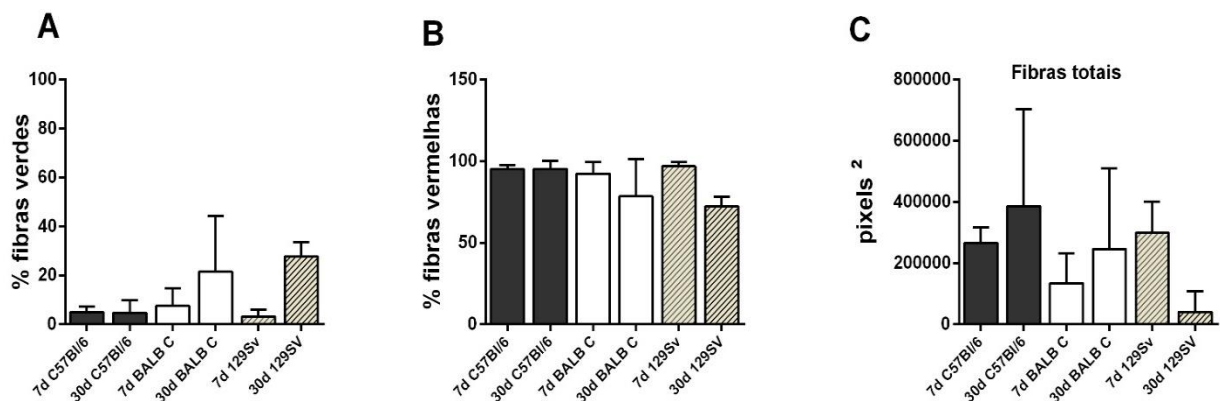 A
% fibras verdes
100
80
60
40
20
0
7d C57Bl/6
30d C57Bl/6
7d BALB C
30d BALB C
7d 129Sv
30d 129SV
B
% fibras vermelhas
150
100
50
0
7d C57Bl/6
30d C57Bl/6
7d BALB C
30d BALB C
7d 129Sv
30d 129SV
C
Fibras totais
pixels ²
800000
600000
400000
200000
0
7d C57Bl/6
30d C57Bl/6
7d BALB C
30d BALB C
7d 129Sv
30d 129SV